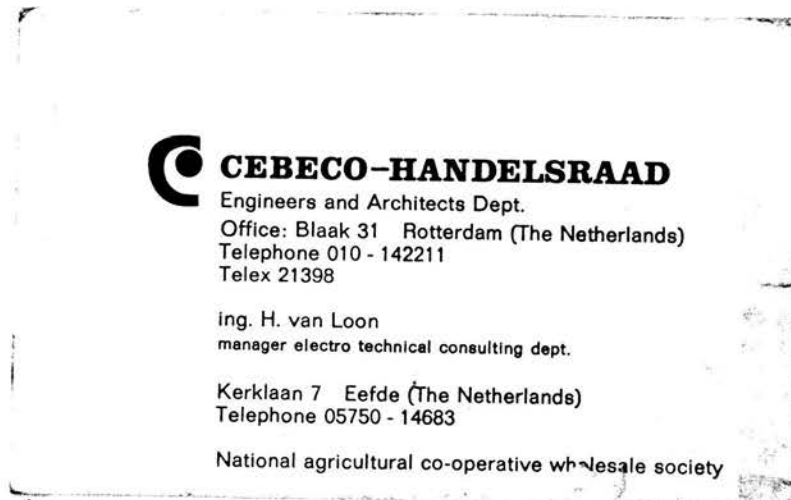 CEBECO-HANDELSRAAD
Engineers and Architects Dept.
Office: Blaak 31 Rotterdam (The Netherlands)
Telephone 010 - 142211
Telex 21398
ing. H. van Loon
manager electro technical consulting dept.
Kerklaan 7 Eefde (The Netherlands)
Telephone 05750 - 14683
National agricultural co-operative wholesale society